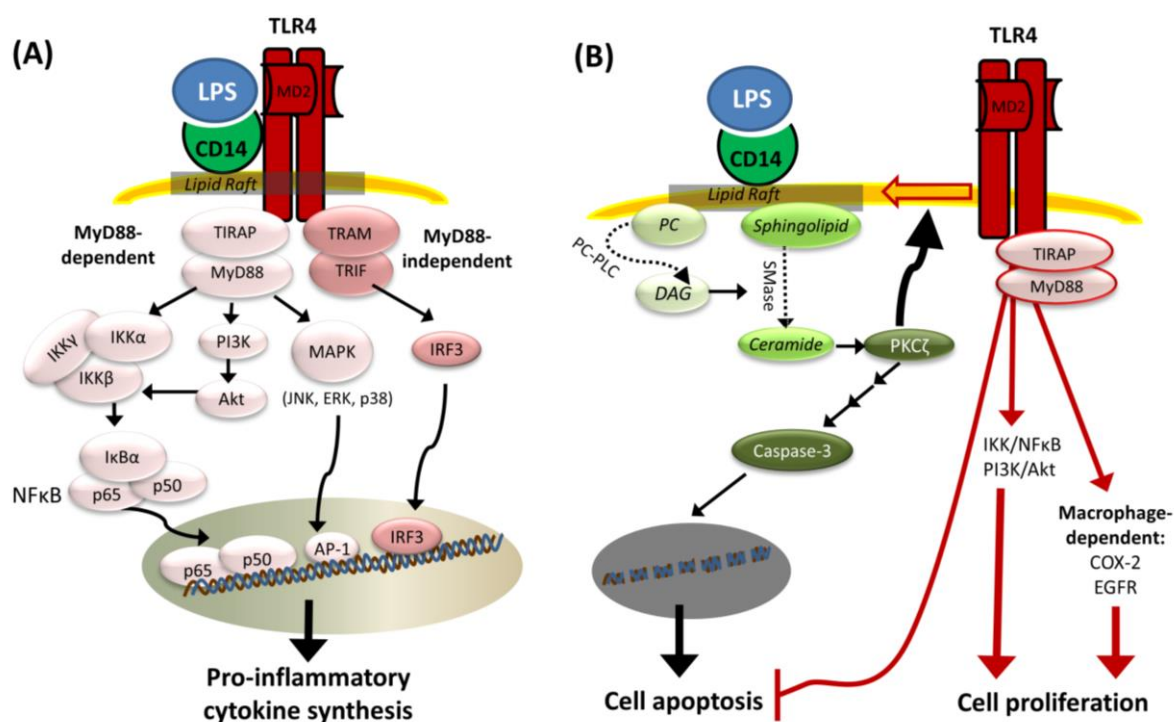 (A)
TLR4
LPS
MD2
CD14
Lipid Raft
MyD88-
dependent
TIRAP
MyD88
TRAM
TRIF
MyD88-
independent
IKKγ
IKKα
IKKβ
PI3K
Akt
MAPK
(JNK, ERK, p38)
IRF3
IκBα
NFκB
p65
p50
p65
p50
AP-1
IRF3
Pro-inflammatory
cytokine synthesis
(B)
TLR4
LPS
MD2
CD14
Lipid Raft
PC
Sphingolipid
PC-PLC
DAG
SMase
Ceramide
PKCζ
TIRAP
MyD88
Caspase-3
IKK/NFκB
PI3K/Akt
Macrophage-
dependent:
COX-2
EGFR
Cell apoptosis
Cell proliferation